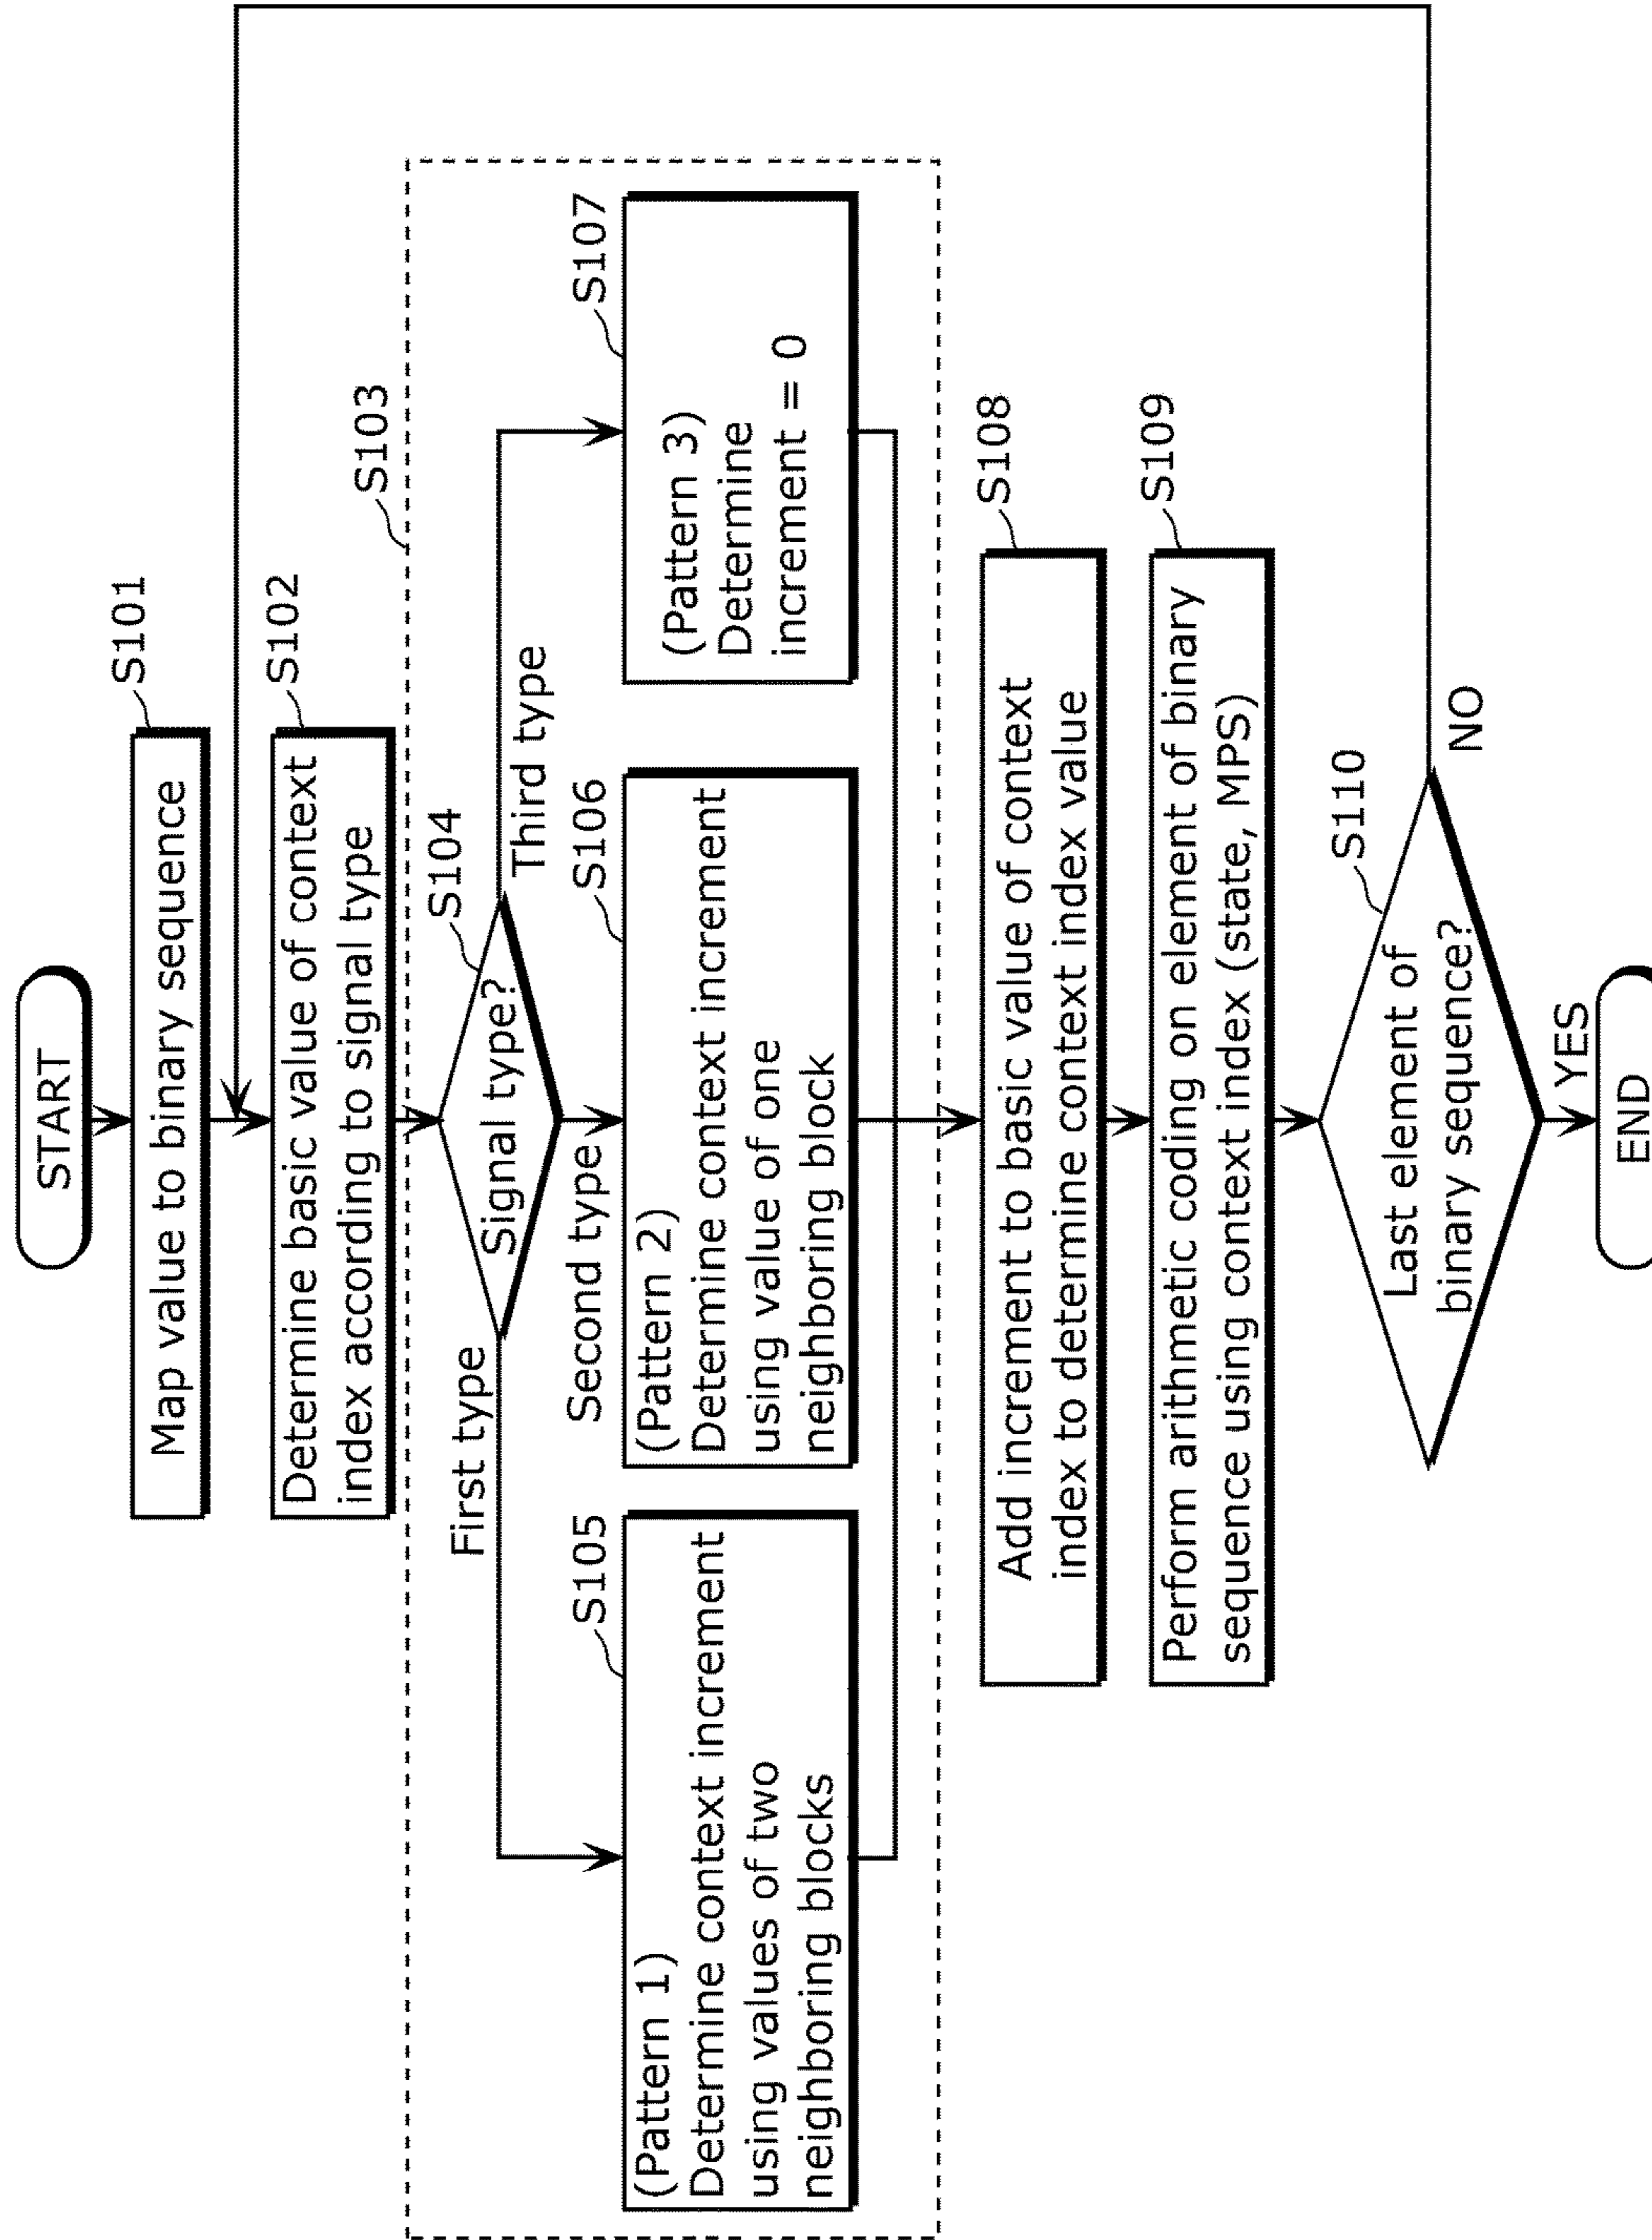 START
S101
Map value to binary sequence
S102
Determine basic value of context
index according to signal type
S103
S104
Signal type?
First type
Second type
Third type
S105
(Pattern 1)
Determine context increment
using values of two
neighboring blocks
S106
(Pattern 2)
Determine context increment
using value of one
neighboring block
S107
(Pattern 3)
Determine
increment = 0
S108
Add increment to basic value of context
index to determine context index value
S109
Perform arithmetic coding on element of binary
sequence using context index (state, MPS)
S110
Last element of
binary sequence?
NO
YES
END